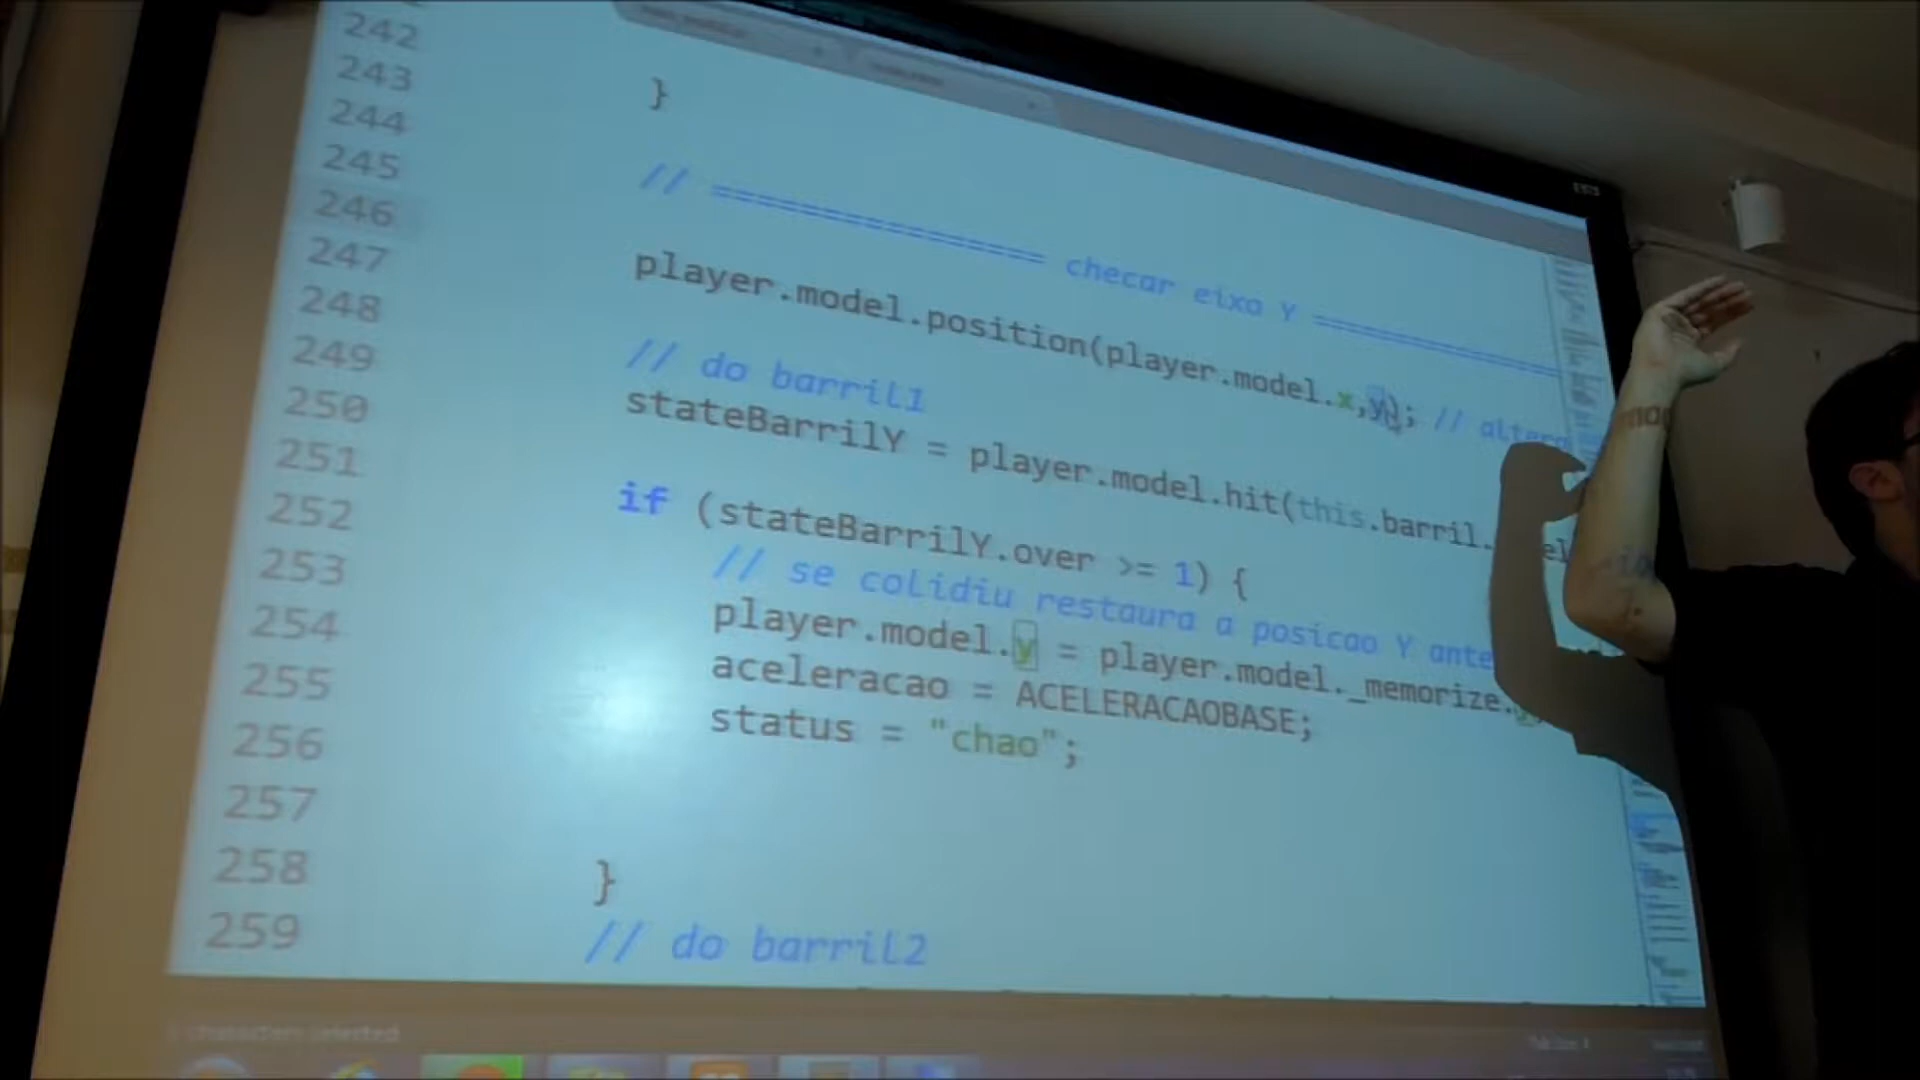 242
243
244 }
245
246 // ================ checar eixo Y ================
247 player.model.position(player.model.x,y); // altera
248 // do barril1
249 stateBarrilY = player.model.hit(this.barril.
250
251 if (stateBarrilY.over >= 1) {
252 // se colidiu restaura a posicao Y ante
253 player.model.y = player.model._memorize.y
254 aceleracao = ACELERACAOBASE;
255 status = "chao";
256
257
258 }
259 // do barril2
characters selected